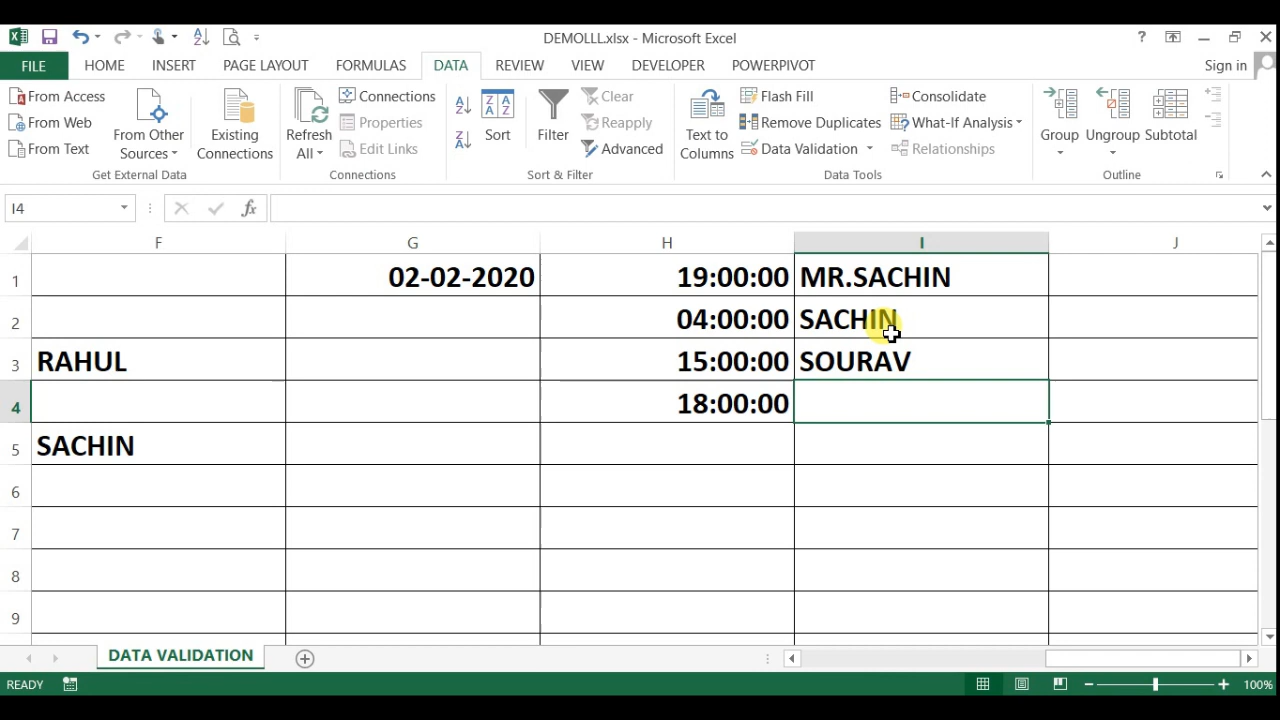 DEMOLLL.xlsx - Microsoft Excel
FILE HOME INSERT PAGE LAYOUT FORMULAS DATA REVIEW VIEW DEVELOPER POWERPIVOT Sign in
From Access
From Web
From Text
From Other Sources
Existing Connections
Get External Data
Refresh All
Connections
Properties
Edit Links
Connections
Sort
Filter
Clear
Reapply
Advanced
Sort & Filter
Text to Columns
Flash Fill
Remove Duplicates
Data Validation
Consolidate
What-If Analysis
Relationships
Data Tools
Group
Ungroup
Subtotal
Outline
I4 fx
F G H I J
1 02-02-2020 19:00:00 MR.SACHIN
2 04:00:00 SACHIN
3 RAHUL 15:00:00 SOURAV
4 18:00:00
5 SACHIN
6
7
8
9
DATA VALIDATION
READY 100%